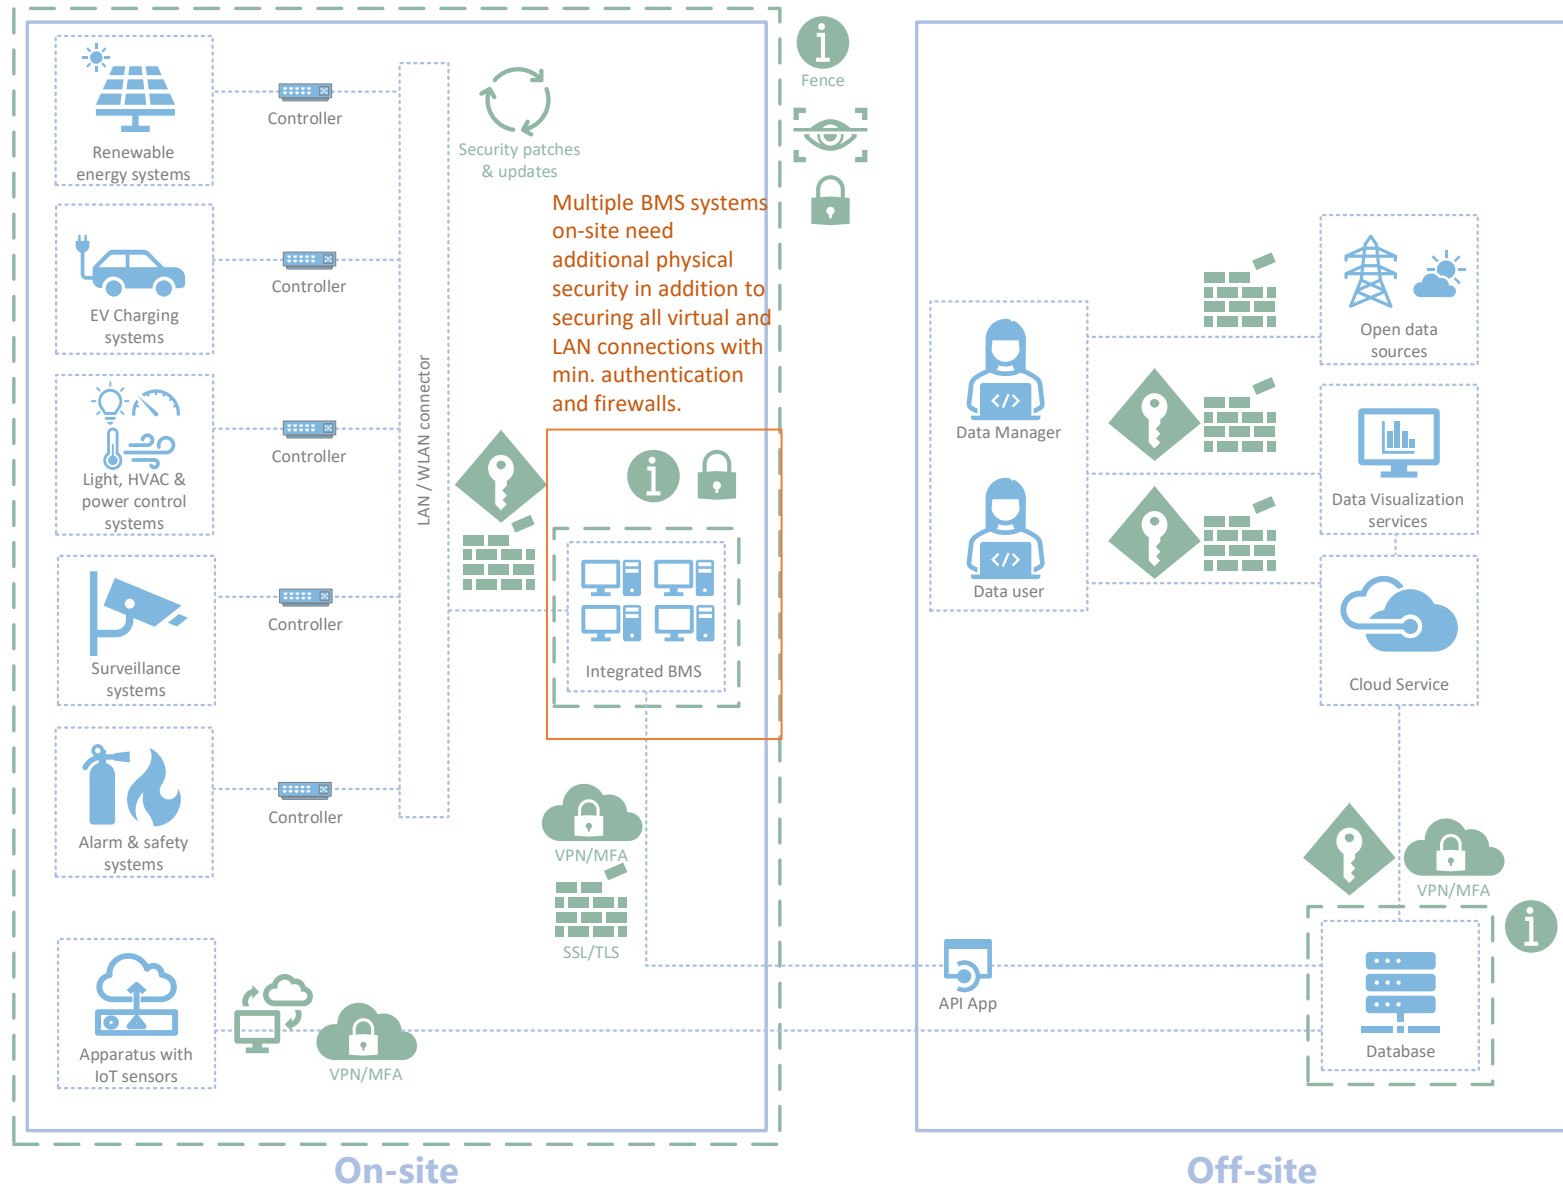 Renewable
energy systems
Controller
EV Charging
systems
Controller
Light, HVAC &
power control
systems
Controller
Surveillance
systems
Controller
Alarm & safety
systems
Controller
Apparatus with
IoT sensors
VPN/MFA
LAN / WLAN connector
Security patches
& updates
Multiple BMS systems
on-site need
additional physical
security in addition to
securing all virtual and
LAN connections with
min. authentication
and firewalls.
Integrated BMS
VPN/MFA
SSL/TLS
i
Fence
i
On-site
Data Manager
Data user
Open data
sources
Data Visualization
services
Cloud Service
VPN/MFA
i
API App
Database
Off-site